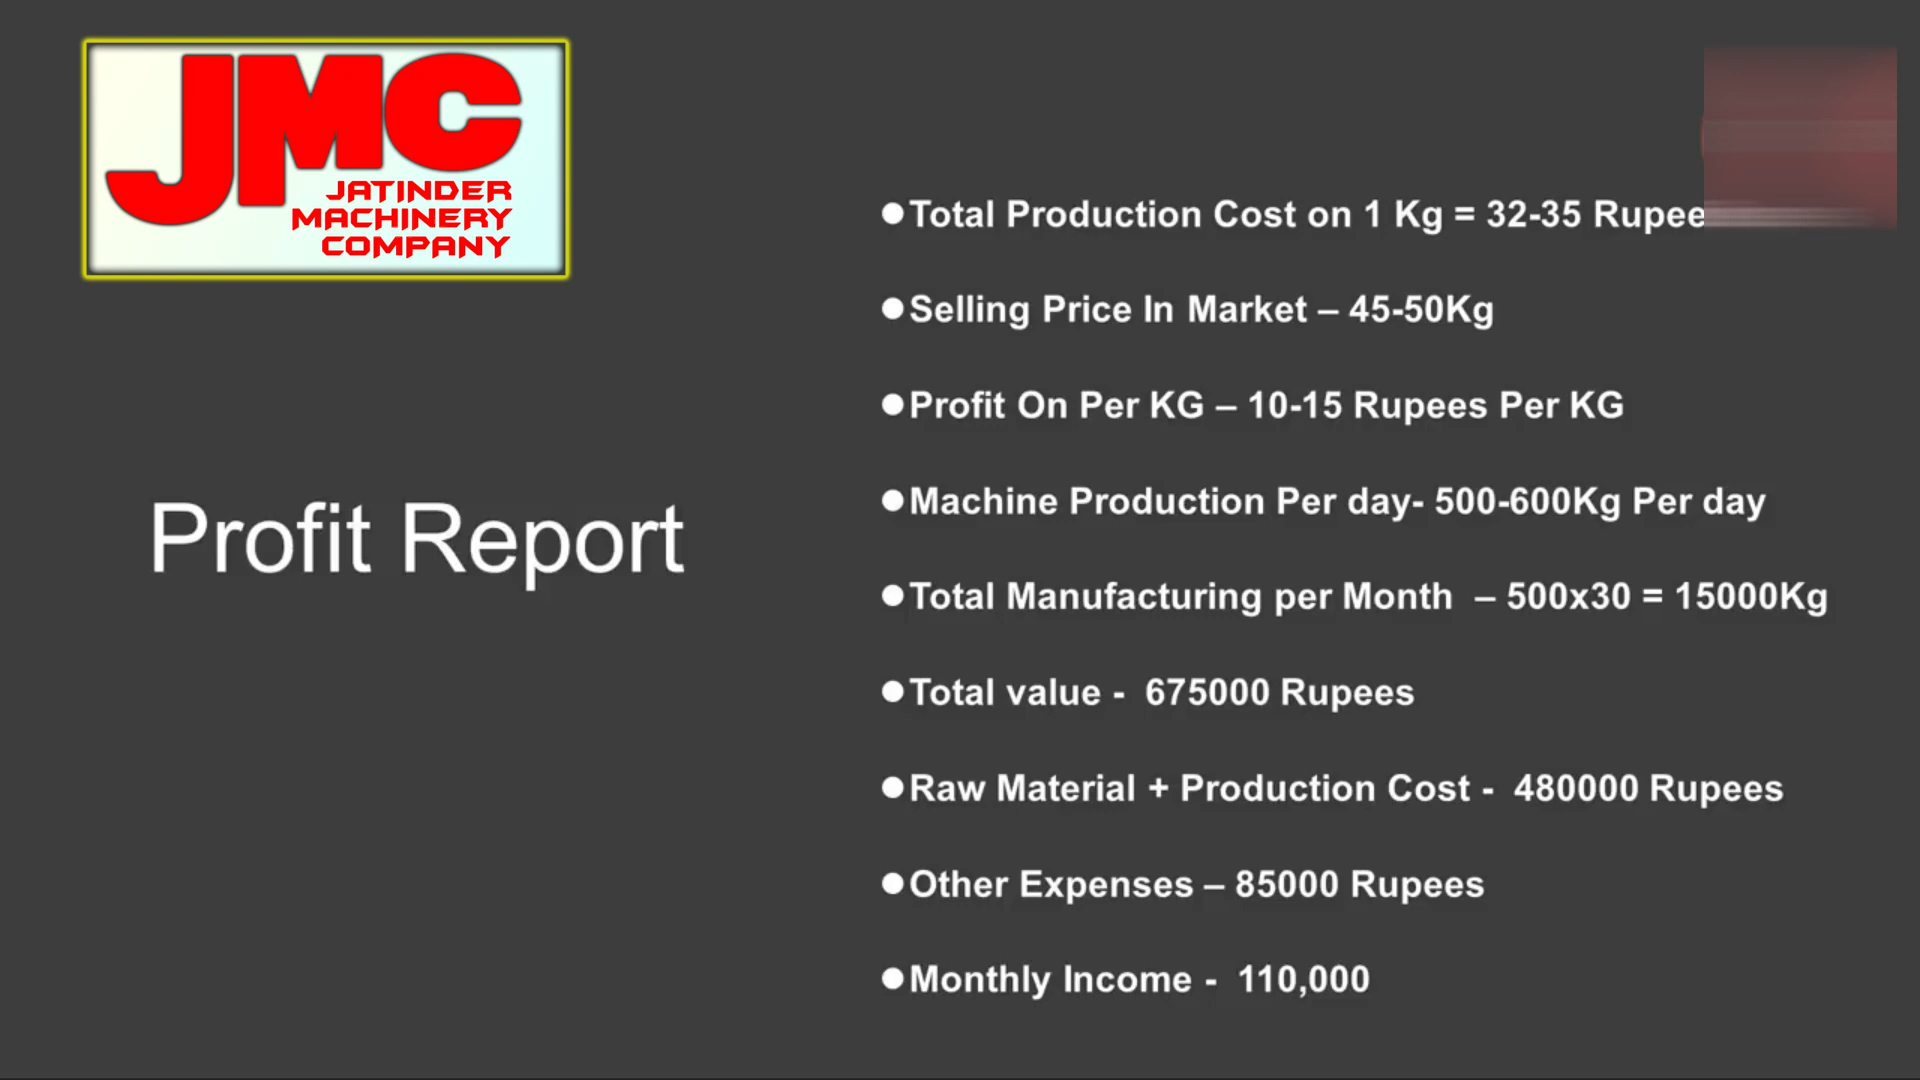 JMC
JATINDER
MACHINERY
COMPANY
Profit Report
●Total Production Cost on 1 Kg = 32-35 Rupee
●Selling Price In Market – 45-50Kg
●Profit On Per KG – 10-15 Rupees Per KG
●Machine Production Per day- 500-600Kg Per day
●Total Manufacturing per Month – 500x30 = 15000Kg
●Total value - 675000 Rupees
●Raw Material + Production Cost - 480000 Rupees
●Other Expenses – 85000 Rupees
●Monthly Income - 110,000